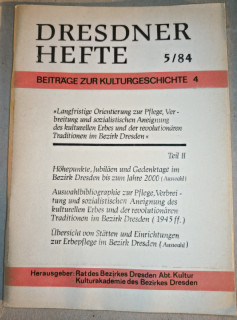 DRESDNER
HEFTE 5/84
BEITRÄGE ZUR KULTURGESCHICHTE 4
»Langfristige Orientierung zur Pflege, Ver-
breitung und sozialistischen Aneignung
des kulturellen Erbes und der revolutionären
Traditionen im Bezirk Dresden«
Teil II
Höhepunkte, Jubiläen und Gedenktage im
Bezirk Dresden bis zum Jahre 2000 (Auswahl)
Auswahlbibliographie zur Pflege, Verbrei-
tung und sozialistischen Aneignung des
kulturellen Erbes und der revolutionären
Traditionen im Bezirk Dresden (1945 ff.)
Übersicht von Stätten und Einrichtungen
zur Erbepflege im Bezirk Dresden (Auswahl)
Herausgeber: Rat des Bezirkes Dresden Abt. Kultur
Kulturakademie des Bezirkes Dresden